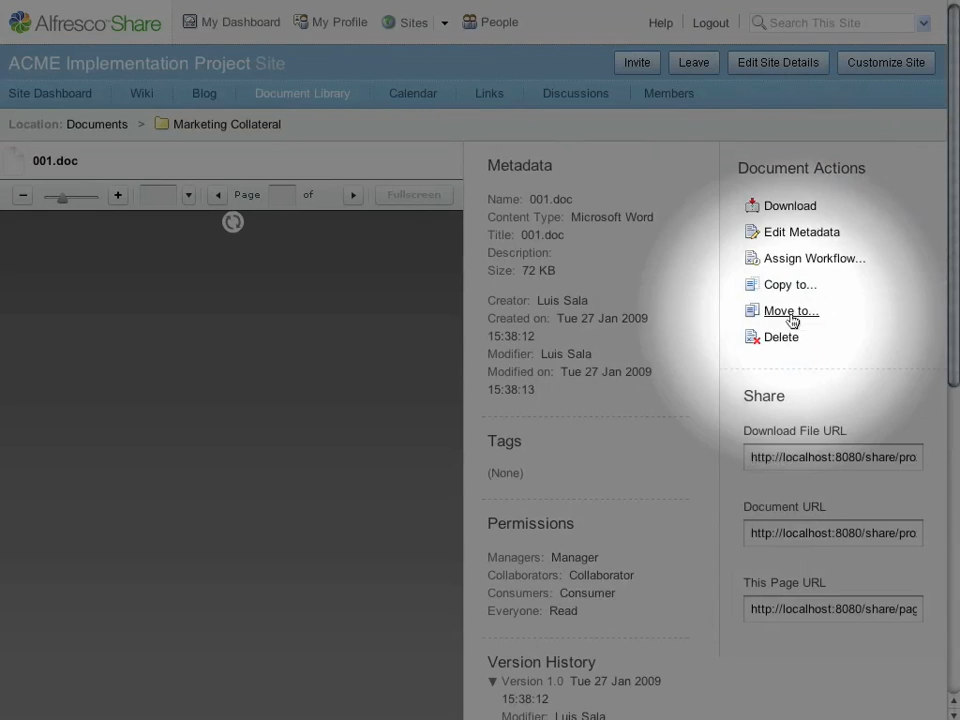 Alfresco Share
My Dashboard
My Profile
Sites
People
Help
Logout
Search This Site
ACME Implementation Project Site
Invite
Leave
Edit Site Details
Customize Site
Site Dashboard
Wiki
Blog
Document Library
Calendar
Links
Discussions
Members
Location: Documents > Marketing Collateral
001.doc
Page
of
Fullscreen
Metadata
Name: 001.doc
Content Type: Microsoft Word
Title: 001.doc
Description:
Size: 72 KB
Creator: Luis Sala
Created on: Tue 27 Jan 2009
15:38:12
Modifier: Luis Sala
Modified on: Tue 27 Jan 2009
15:38:13
Tags
(None)
Permissions
Managers: Manager
Collaborators: Collaborator
Consumers: Consumer
Everyone: Read
Version History
Version 1.0 Tue 27 Jan 2009
15:38:12
Modifier: Luis Sala
Document Actions
Download
Edit Metadata
Assign Workflow...
Copy to...
Move to...
Delete
Share
Download File URL
http://localhost:8080/share/pro
Document URL
http://localhost:8080/share/pro
This Page URL
http://localhost:8080/share/pag